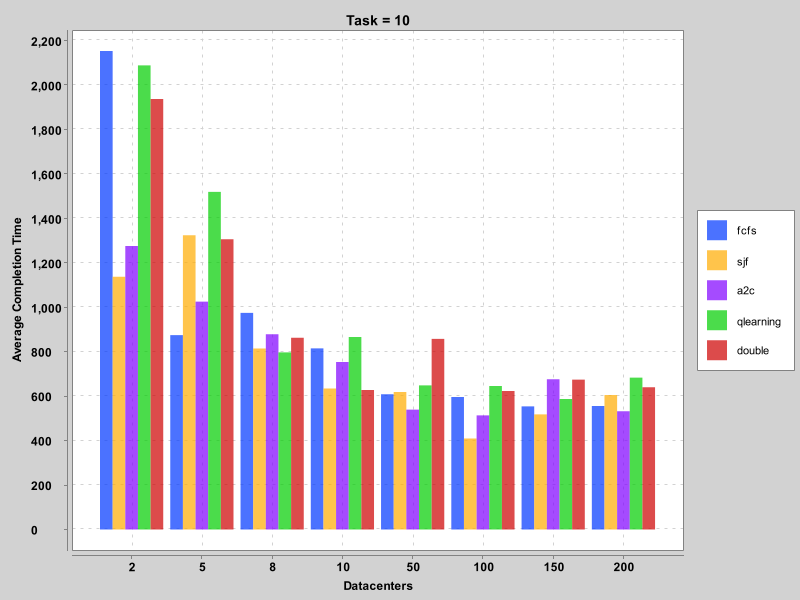 Task = 10
2,200
2,000
1,800
1,600
1,400
1,200
1,000
800
600
400
200
0
Average Completion Time
2 5 8 10 50 100 150 200
Datacenters
fcfs
sjf
a2c
qlearning
double